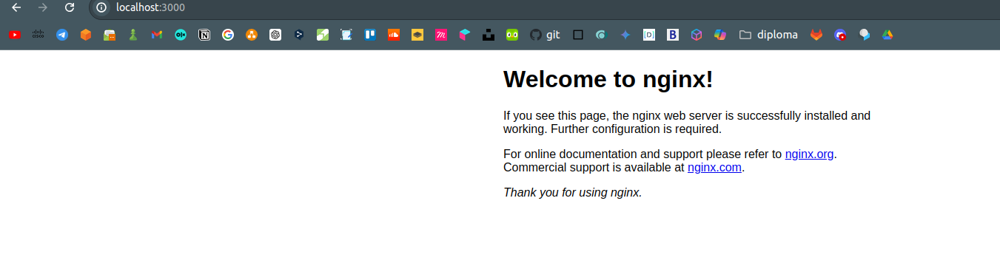 localhost:3000
git
diploma
Welcome to nginx!
If you see this page, the nginx web server is successfully installed and
working. Further configuration is required.
For online documentation and support please refer to nginx.org.
Commercial support is available at nginx.com.
Thank you for using nginx.